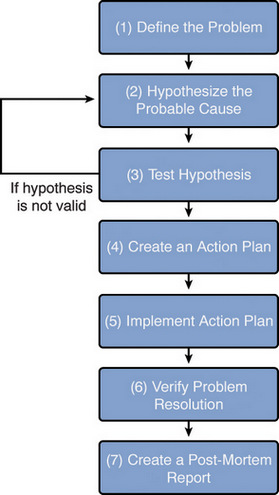 (1) Define the Problem
(2) Hypothesize the
Probable Cause
(3) Test Hypothesis
If hypothesis
is not valid
(4) Create an Action Plan
(5) Implement Action Plan
(6) Verify Problem
Resolution
(7) Create a Post-Mortem
Report